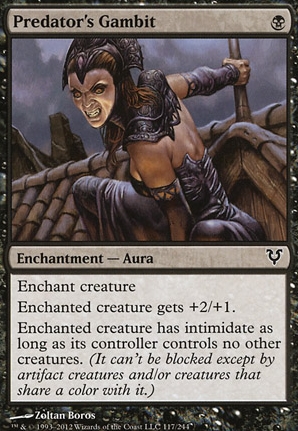 Predator's Gambit
Enchantment — Aura
Enchant creature
Enchanted creature gets +2/+1.
Enchanted creature has intimidate as
long as its controller controls no other
creatures. (It can't be blocked except by
artifact creatures and/or creatures that
share a color with it.)
Zoltan Boros
™ & © 1993–2012 Wizards of the Coast LLC 117/244